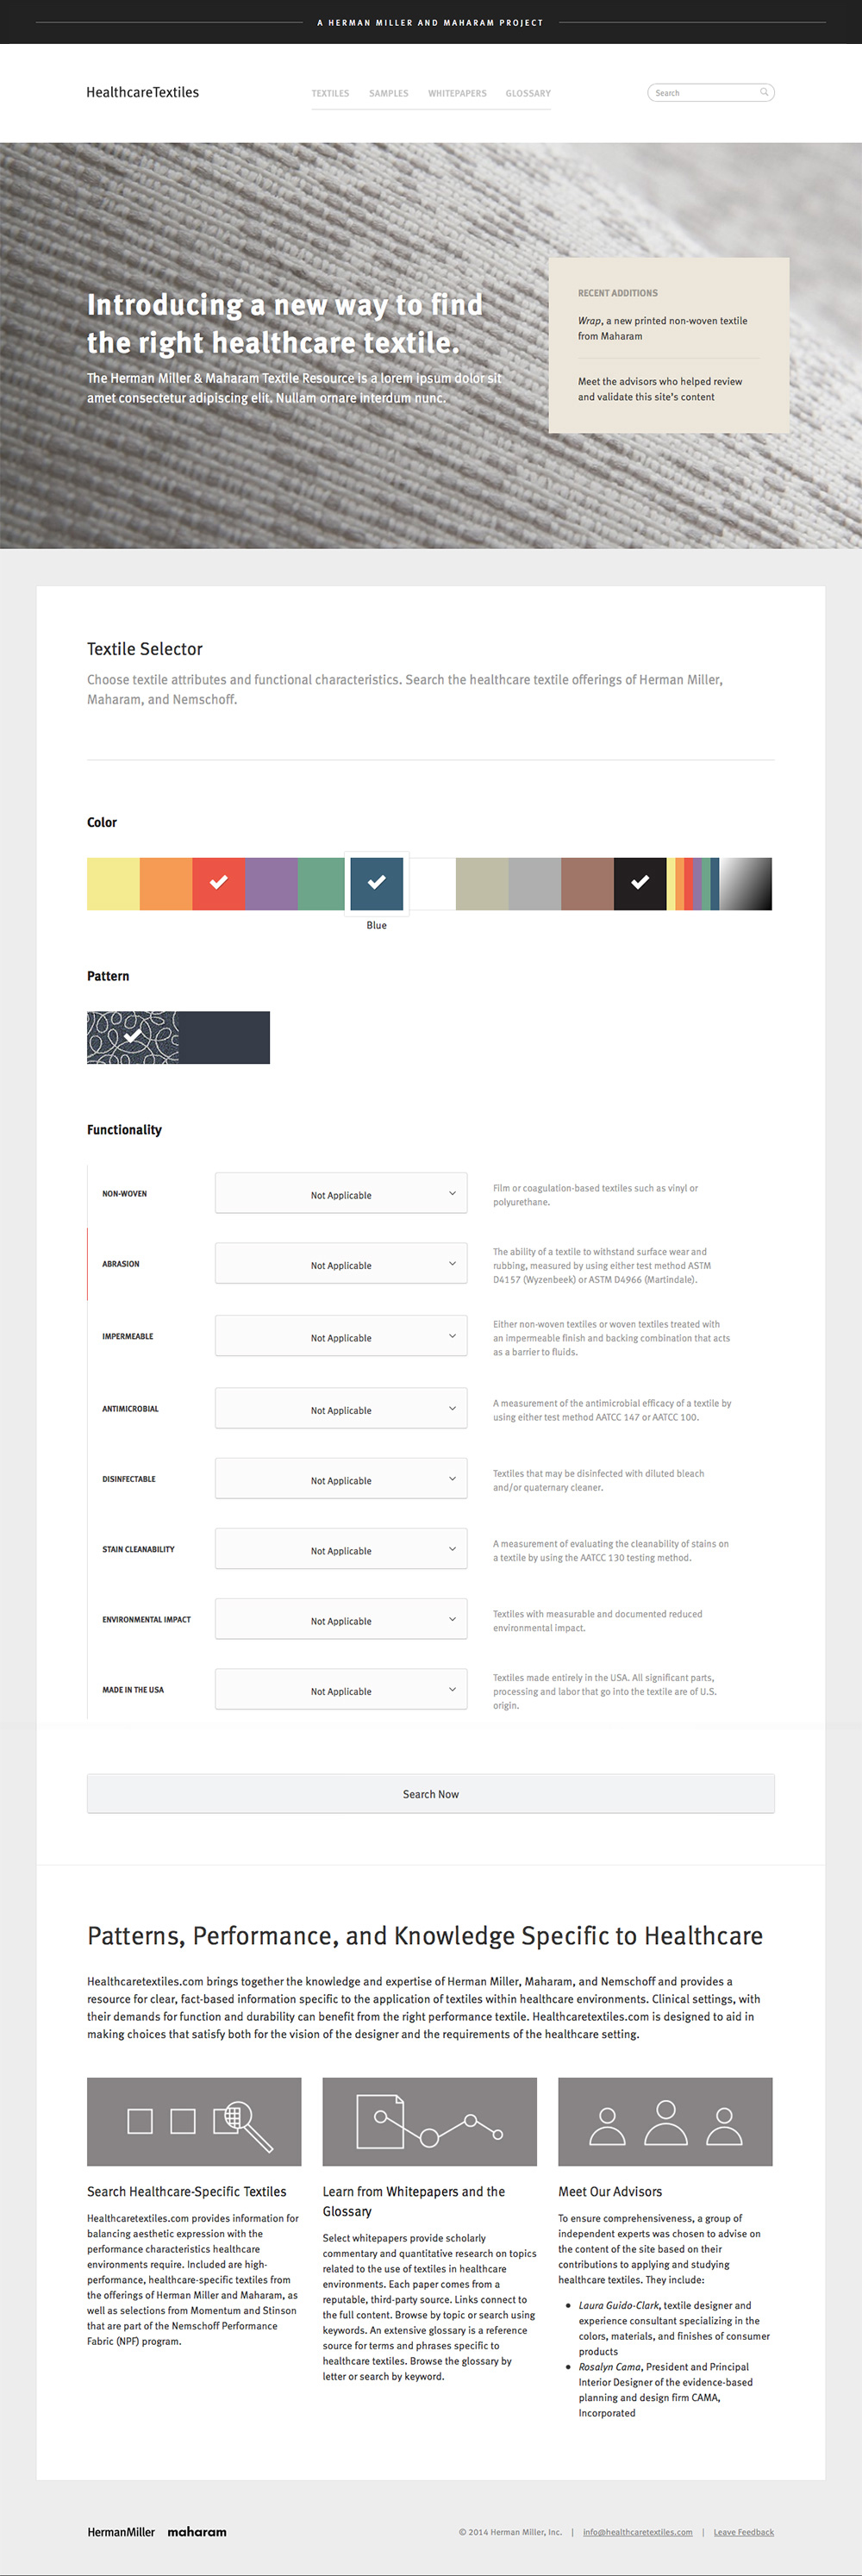 A HERMAN MILLER AND MAHARAM PROJECT
HealthcareTextiles
TEXTILES SAMPLES WHITEPAPERS GLOSSARY
Search
Introducing a new way to find
the right healthcare textile.
The Herman Miller & Maharam Textile Resource is a lorem ipsum dolor sit
amet consectetur adipiscing elit. Nullam ornare interdum nunc.
RECENT ADDITIONS
Wrap, a new printed non-woven textile
from Maharam
Meet the advisors who helped review
and validate this site's content
Textile Selector
Choose textile attributes and functional characteristics. Search the healthcare textile offerings of Herman Miller,
Maharam, and Nemschoff.
Color
Blue
Pattern
Functionality
NON-WOVEN
Not Applicable
Film or coagulation-based textiles such as vinyl or
polyurethane.
ABRASION
Not Applicable
The ability of a textile to withstand surface wear and
rubbing, measured by using either test method ASTM
D4157 (Wyzenbeek) or ASTM D4966 (Martindale).
IMPERMEABLE
Not Applicable
Either non-woven textiles or woven textiles treated with
an impermeable finish and backing combination that acts
as a barrier to fluids.
ANTIMICROBIAL
Not Applicable
A measurement of the antimicrobial efficacy of a textile by
using either test method AATCC 147 or AATCC 100.
DISINFECTABLE
Not Applicable
Textiles that may be disinfected with diluted bleach
and/or quaternary cleaner.
STAIN CLEANABILITY
Not Applicable
A measurement of evaluating the cleanability of stains on
a textile by using the AATCC 130 testing method.
ENVIRONMENTAL IMPACT
Not Applicable
Textiles with measurable and documented reduced
environmental impact.
MADE IN THE USA
Not Applicable
Textiles made entirely in the USA. All significant parts,
processing and labor that go into the textile are of U.S.
origin.
Search Now
Patterns, Performance, and Knowledge Specific to Healthcare
Healthcaretextiles.com brings together the knowledge and expertise of Herman Miller, Maharam, and Nemschoff and provides a
resource for clear, fact-based information specific to the application of textiles within healthcare environments. Clinical settings, with
their demands for function and durability can benefit from the right performance textile. Healthcaretextiles.com is designed to aid in
making choices that satisfy both for the vision of the designer and the requirements of the healthcare setting.
Search Healthcare-Specific Textiles
Healthcaretextiles.com provides information for
balancing aesthetic expression with the
performance characteristics healthcare
environments require. Included are high-
performance, healthcare-specific textiles from
the offerings of Herman Miller and Maharam, as
well as selections from Momentum and Stinson
that are part of the Nemschoff Performance
Fabric (NPF) program.
Learn from Whitepapers and the
Glossary
Select whitepapers provide scholarly
commentary and quantitative research on topics
related to the use of textiles in healthcare
environments. Each paper comes from a
reputable, third-party source. Links connect to
the full content. Browse by topic or search using
keywords. An extensive glossary is a reference
source for terms and phrases specific to
healthcare textiles. Browse the glossary by
letter or search by keyword.
Meet Our Advisors
To ensure comprehensiveness, a group of
independent experts was chosen to advise on
the content of the site based on their
contributions to applying and studying
healthcare textiles. They include:
• Laura Guido-Clark, textile designer and
experience consultant specializing in the
colors, materials, and finishes of consumer
products
• Rosalyn Cama, President and Principal
Interior Designer of the evidence-based
planning and design firm CAMA,
Incorporated
HermanMiller maharam
© 2014 Herman Miller, Inc. | info@healthcaretextiles.com | Leave Feedback